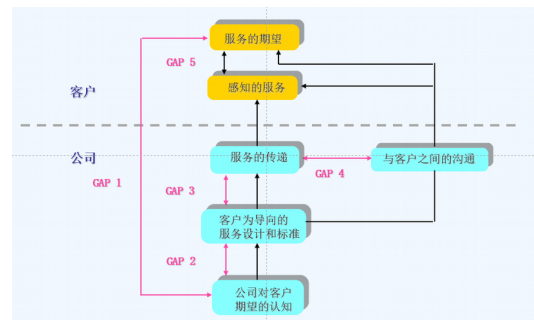 服务的期望
GAP 5
感知的服务
客户
公司
服务的传递
与客户之间的沟通
GAP 4
GAP 1
GAP 3
客户为导向的
服务设计和标准
GAP 2
公司对客户
期望的认知